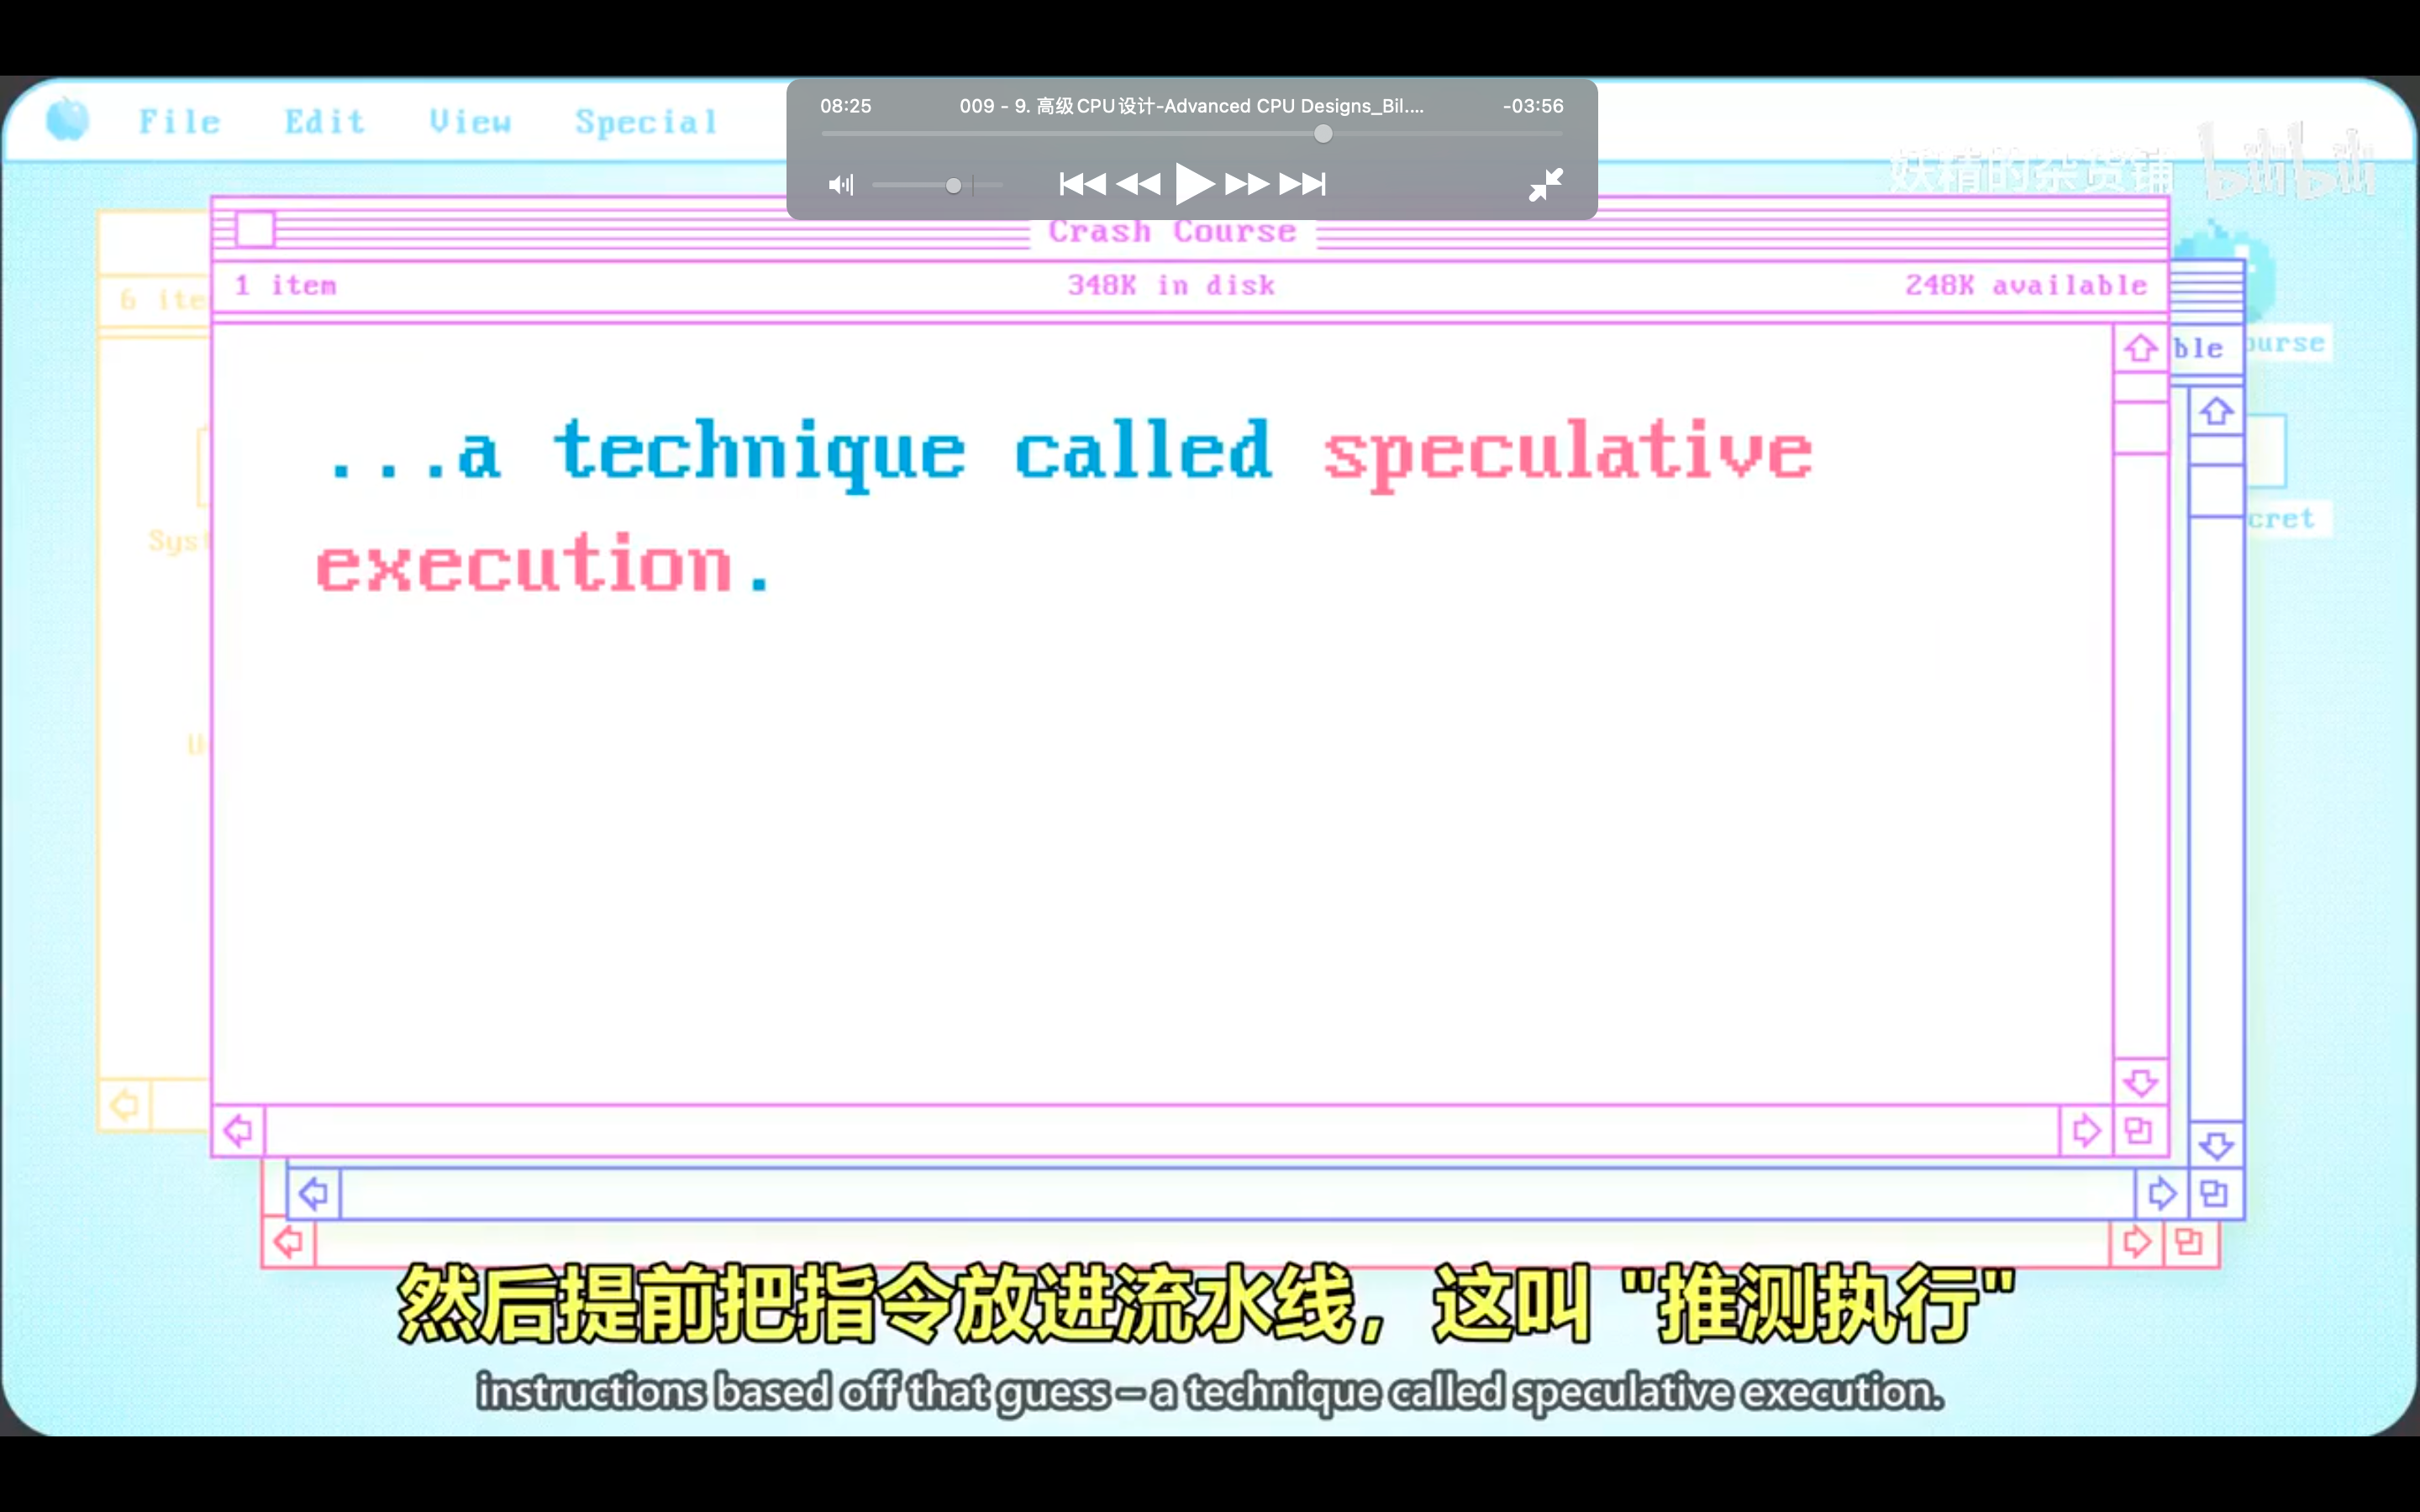 File Edit View Special
08:25 009 - 9. 高级CPU设计-Advanced CPU Designs_Bil.... -03:56
妖精的杂货铺 bilibili
Crash Course
1 item 348K in disk 248K available
6 ite
ble
ourse
...a technique called speculative
execution.
cret
Syst
然后提前把指令放进流水线，这叫 "推测执行"
instructions based off that guess – a technique called speculative execution.